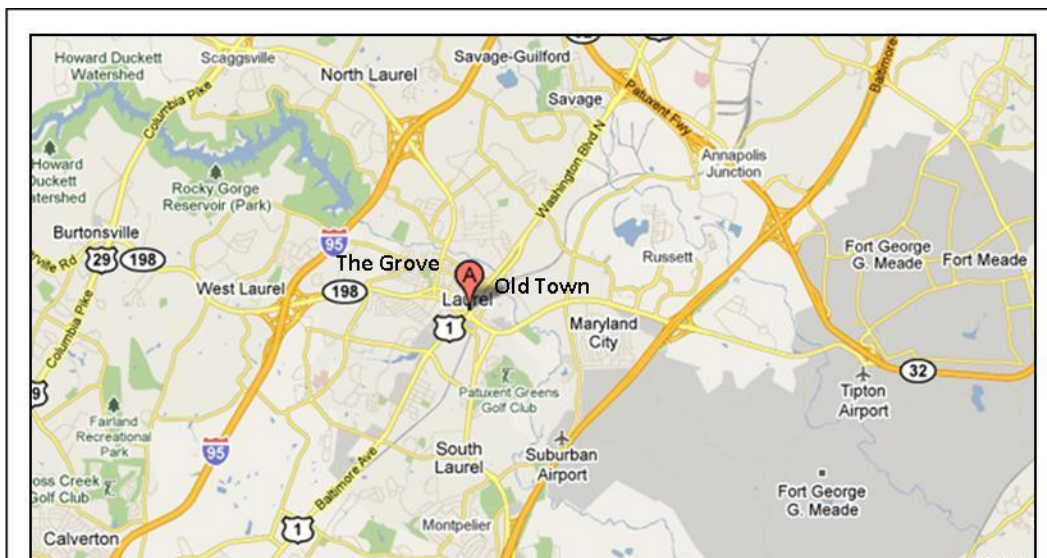 Howard Duckett
Watershed
Scaggsville
Columbia Pike
North Laurel
Savage-Guilford
Savage
Patuxent Fwy
Baltimore
Howard
Duckett
atershed
Rocky Gorge
Reservoir (Park)
Washington Blvd N
Annapolis
Junction
Burtonsville
29
198
95
The Grove
A
Old Town
Laurel
Russett
Fort George
G. Meade
Fort Meade
West Laurel
198
1
Maryland
City
Columbia Pike
32
Tipton
Airport
Patuxent Greens
Golf Club
9
Fairland
Recreational
Park
95
South
Laurel
Suburban
Airport
Baltimore Ave
oss Creek
Golf Club
Fort George
G. Meade
1
Montpelier
Calverton